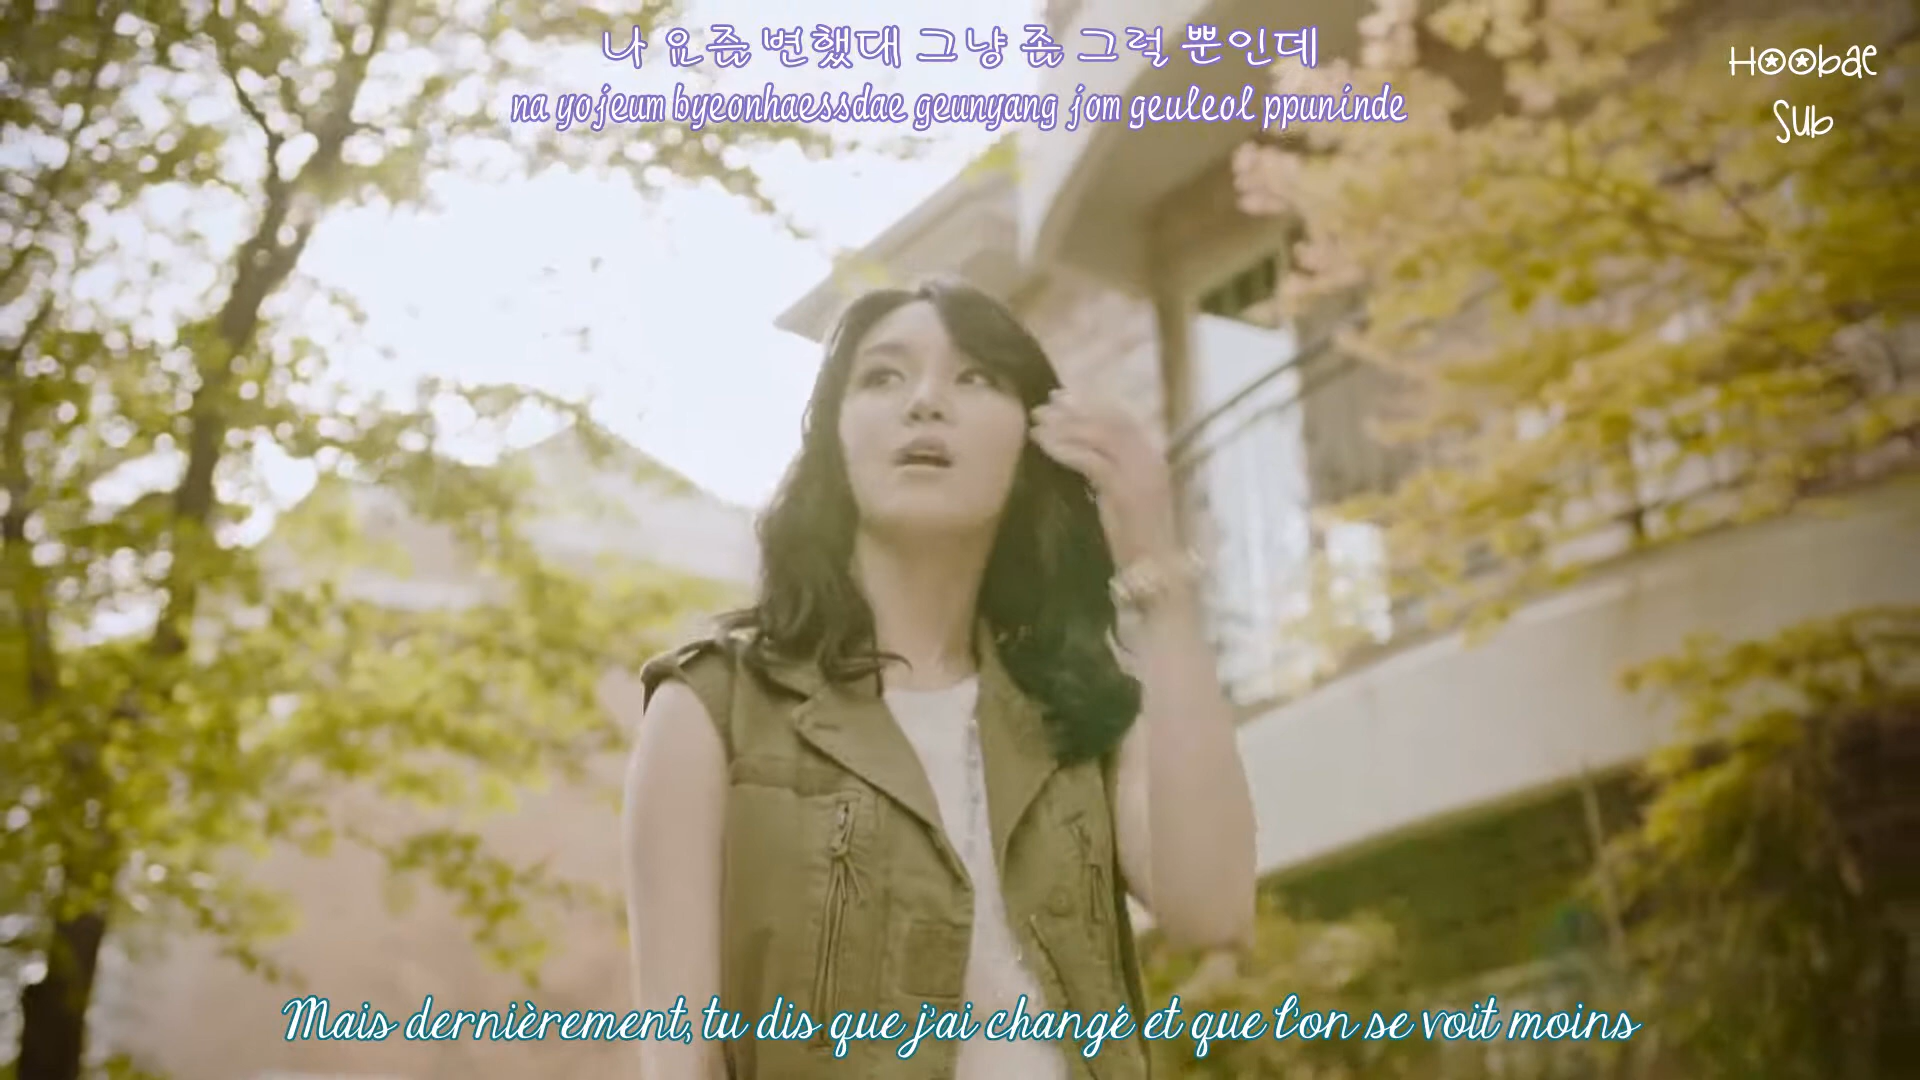 나 요즘 변했대 그냥 좀 그럴 뿐인데
na yojeum byeonhaessdae geunyang jom geuleol ppuninde
Hoobae
Sub
Mais dernièrement, tu dis que j'ai changé et que l'on se voit moins